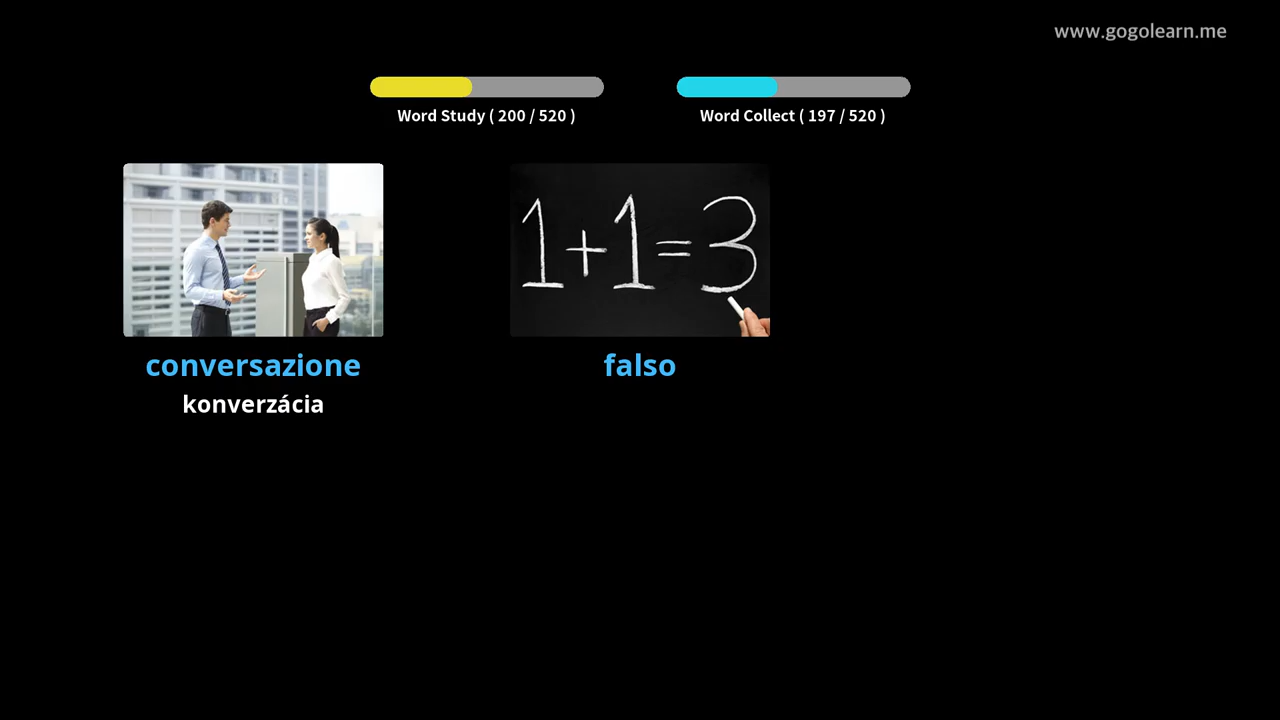 www.gogolearn.me
Word Study ( 200 / 520 )
Word Collect ( 197 / 520 )
1+1=3
conversazione
falso
konverzácia